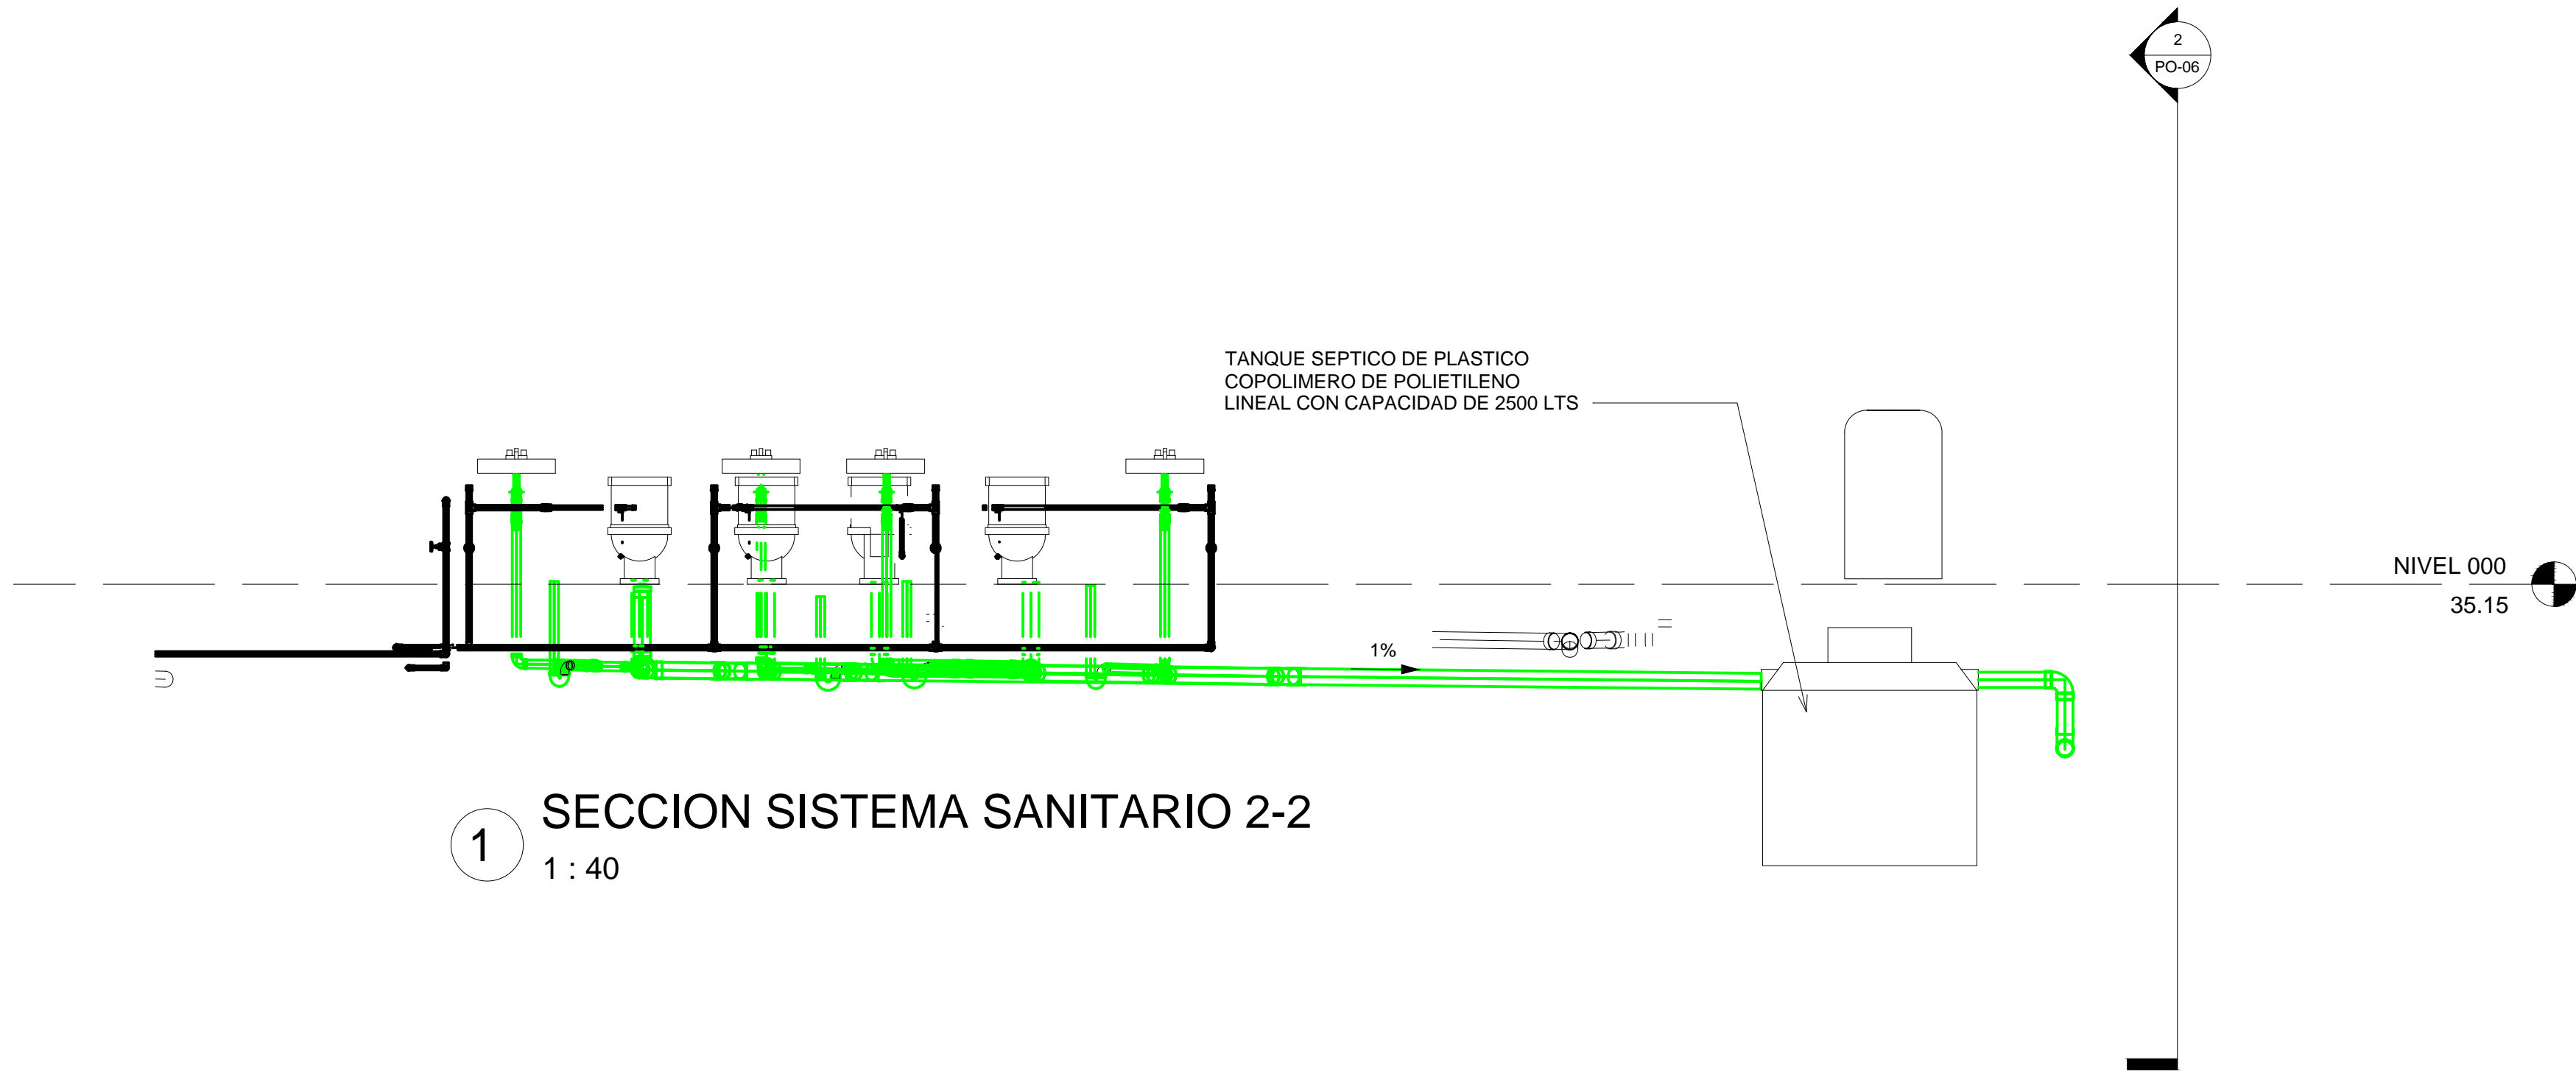 2
PO-06
TANQUE SEPTICO DE PLASTICO
COPOLIMERO DE POLIETILENO
LINEAL CON CAPACIDAD DE 2500 LTS
NIVEL 000
35.15
1%
1
SECCION SISTEMA SANITARIO 2-2
1 : 40